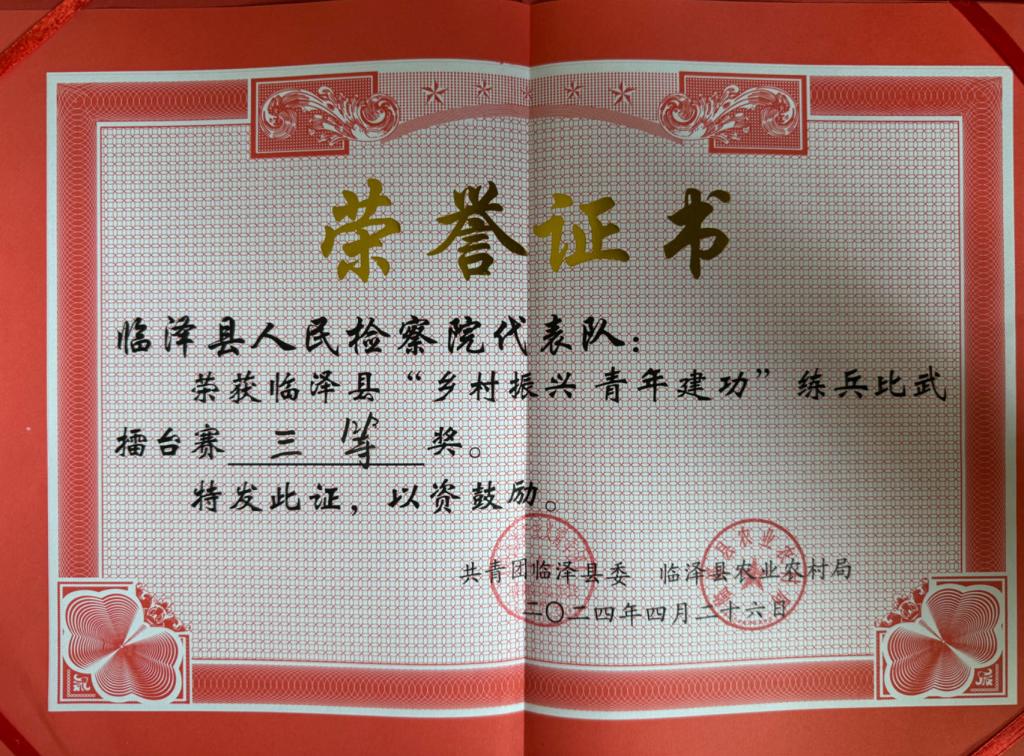 荣誉证书
临泽县人民检察院代表队：
荣获临泽县“乡村振兴 青年建功”练兵比武
擂台赛 三等 奖。
特发此证，以资鼓励。
共青团临泽县委 临泽县农业农村局
二〇二四年四月二十六日